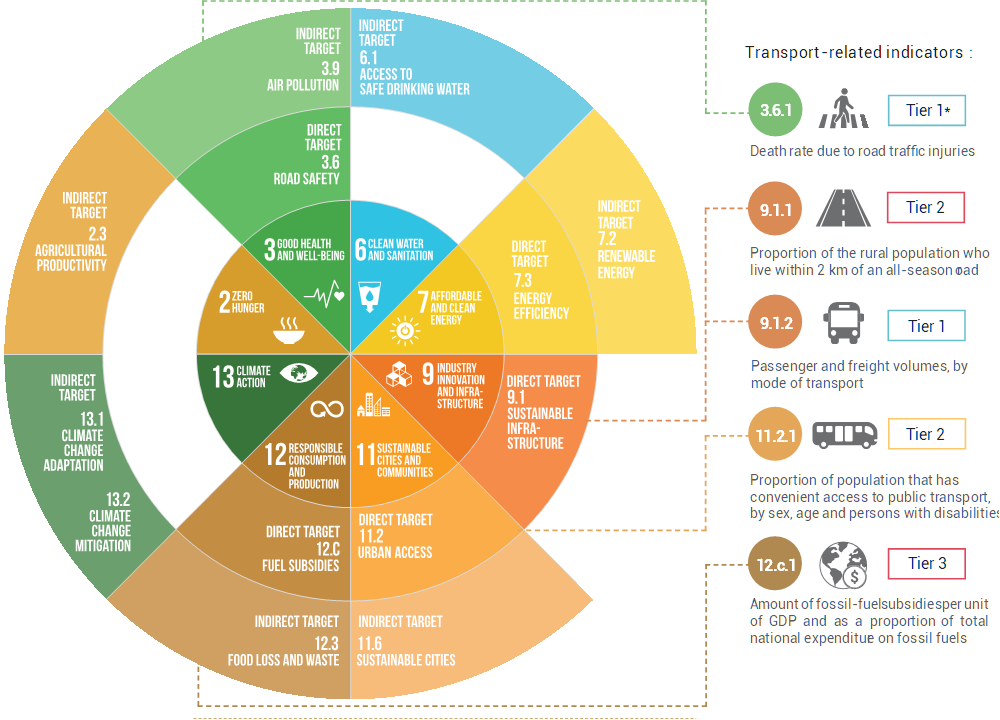 INDIRECT
TARGET
3.9
AIR POLLUTION
INDIRECT
TARGET
6.1
ACCESS TO
SAFE DRINKING WATER
DIRECT
TARGET
3.6
ROAD SAFETY
INDIRECT
TARGET
2.3
AGRICULTURAL
PRODUCTIVITY
INDIRECT
TARGET
7.2
RENEWABLE
ENERGY
DIRECT
TARGET
7.3
ENERGY
EFFICIENCY
3 GOOD HEALTH
AND WELL-BEING
6 CLEAN WATER
AND SANITATION
2 ZERO
HUNGER
7 AFFORDABLE
AND CLEAN
ENERGY
13 CLIMATE
ACTION
9 INDUSTRY
INNOVATION
AND INFRA-
STRUCTURE
12 RESPONSIBLE
CONSUMPTION
AND
PRODUCTION
11 SUSTAINABLE
CITIES AND
COMMUNITIES
DIRECT TARGET
9.1
SUSTAINABLE
INFRA-
STRUCTURE
INDIRECT
TARGET
13.1
CLIMATE
CHANGE
ADAPTATION
13.2
CLIMATE
CHANGE
MITIGATION
DIRECT TARGET
12.C
FUEL SUBSIDIES
DIRECT TARGET
11.2
URBAN ACCESS
INDIRECT TARGET
12.3
FOOD LOSS AND WASTE
INDIRECT TARGET
11.6
SUSTAINABLE CITIES
Transport-related indicators :
3.6.1
Tier 1*
Death rate due to road traffic injuries
9.1.1
Tier 2
Proportion of the rural population who
live within 2 km of an all-season oad
9.1.2
Tier 1
Passenger and freight volumes, by
mode of transport
11.2.1
Tier 2
Proportion of population that has
convenient access to public transport,
by sex, age and persons with disabilities
12.c.1
$
Tier 3
Amount of fossil-fuelsubsidiesper unit
of GDP and as a proportion of total
national expenditue on fossil fuels